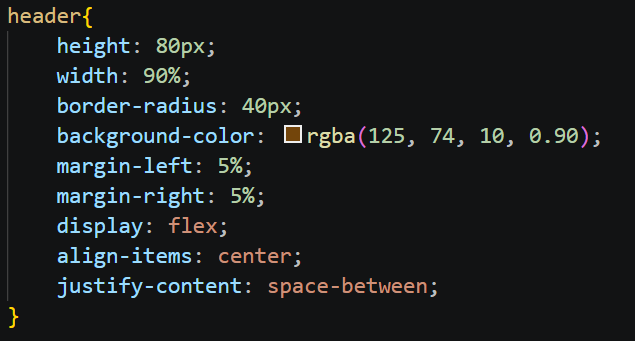 header{
    height: 80px;
    width: 90%;
    border-radius: 40px;
    background-color: rgba(125, 74, 10, 0.90);
    margin-left: 5%;
    margin-right: 5%;
    display: flex;
    align-items: center;
    justify-content: space-between;
}